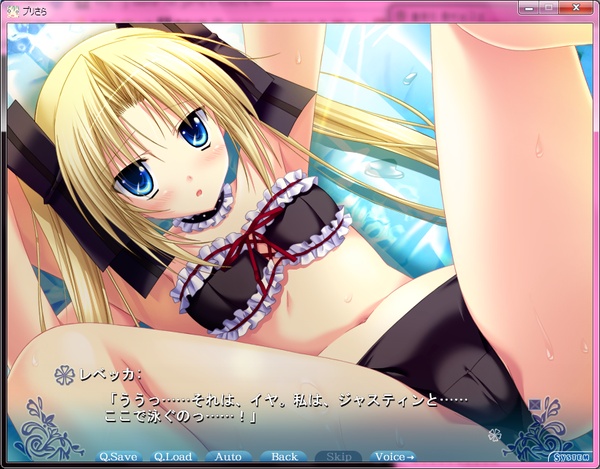 プリさら
レベッカ：
「ううっ……それは、イヤ。私は、ジャスティンと……
ここで泳ぐのっ……！」
Q.Save Q.Load Auto Back Skip Voice→ SYSTEM